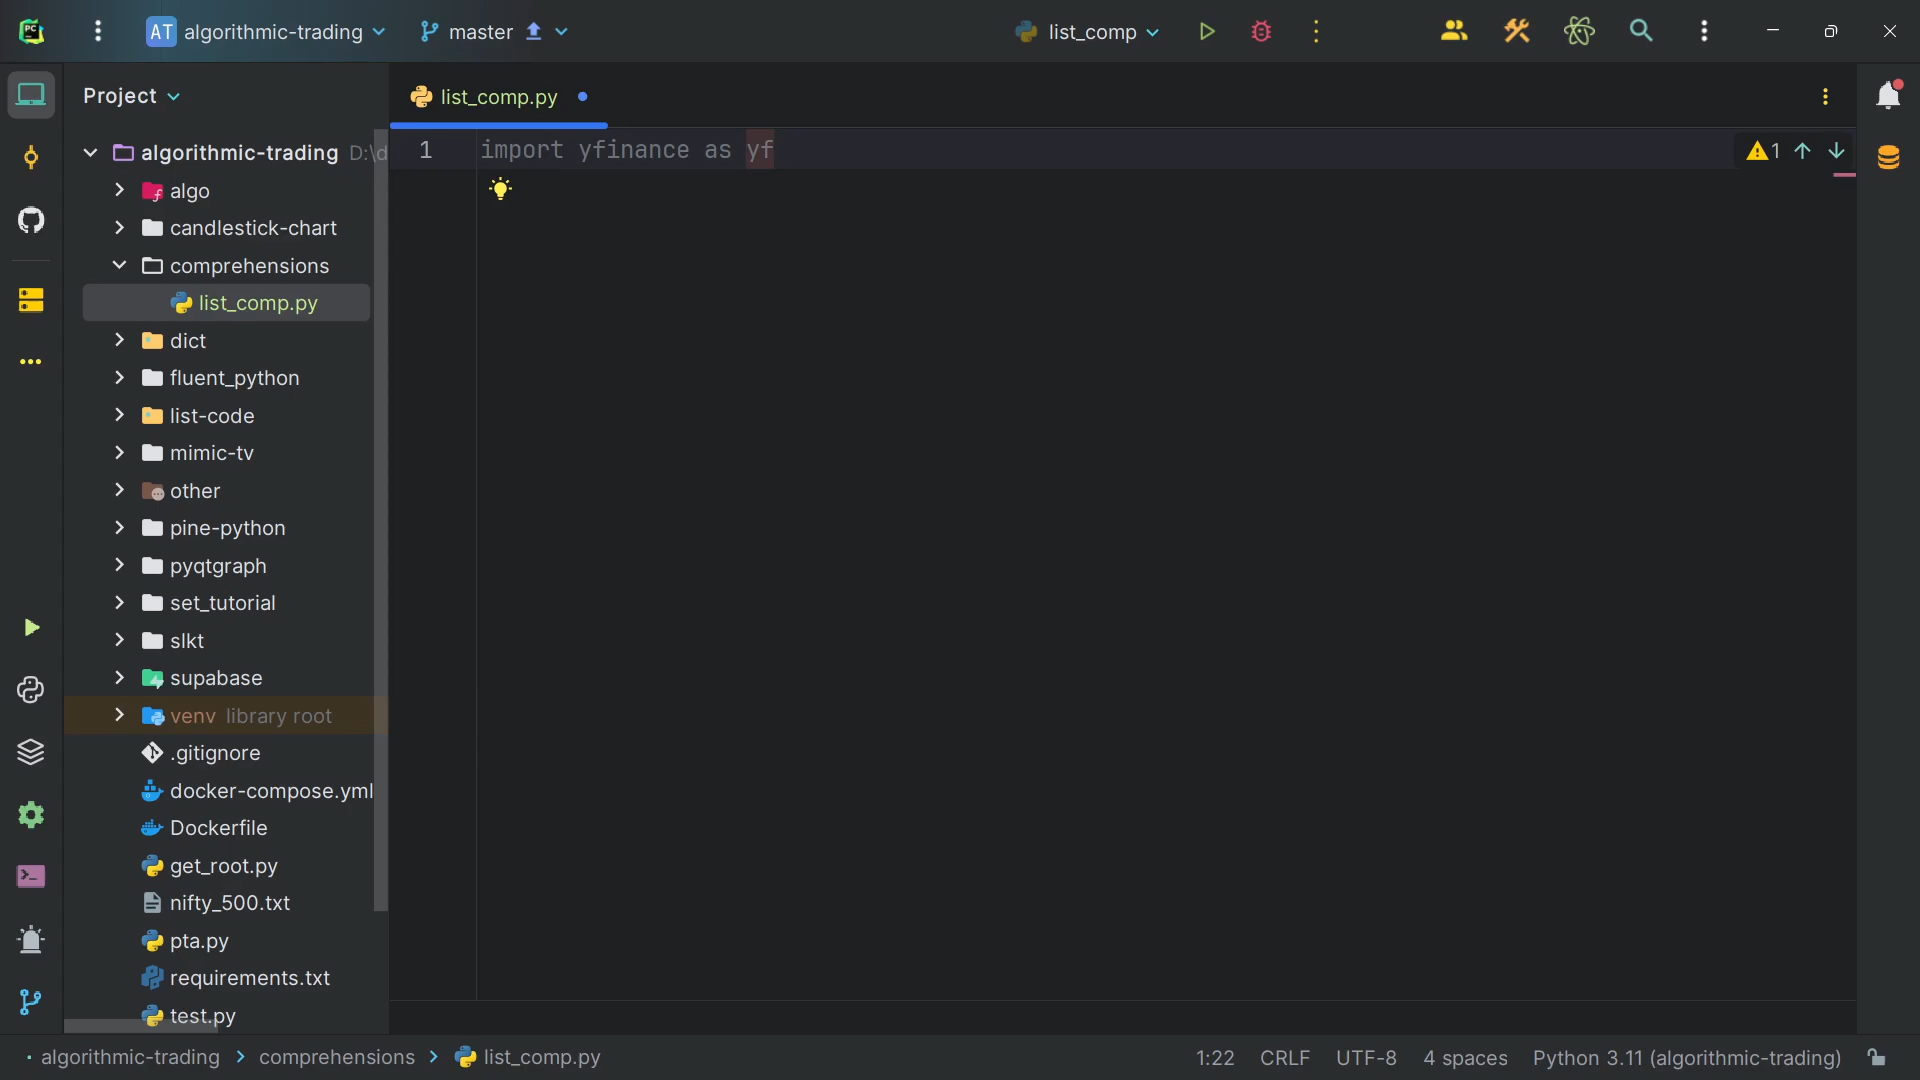 PC
AT algorithmic-trading
master
list_comp
Project
list_comp.py
algorithmic-trading D:\d
1 import yfinance as yf
1
algo
candlestick-chart
comprehensions
list_comp.py
dict
fluent_python
list-code
mimic-tv
other
pine-python
pyqtgraph
set_tutorial
slkt
supabase
venv library root
.gitignore
docker-compose.yml
Dockerfile
get_root.py
nifty_500.txt
pta.py
requirements.txt
test.py
algorithmic-trading > comprehensions > list_comp.py
1:22 CRLF UTF-8 4 spaces Python 3.11 (algorithmic-trading)